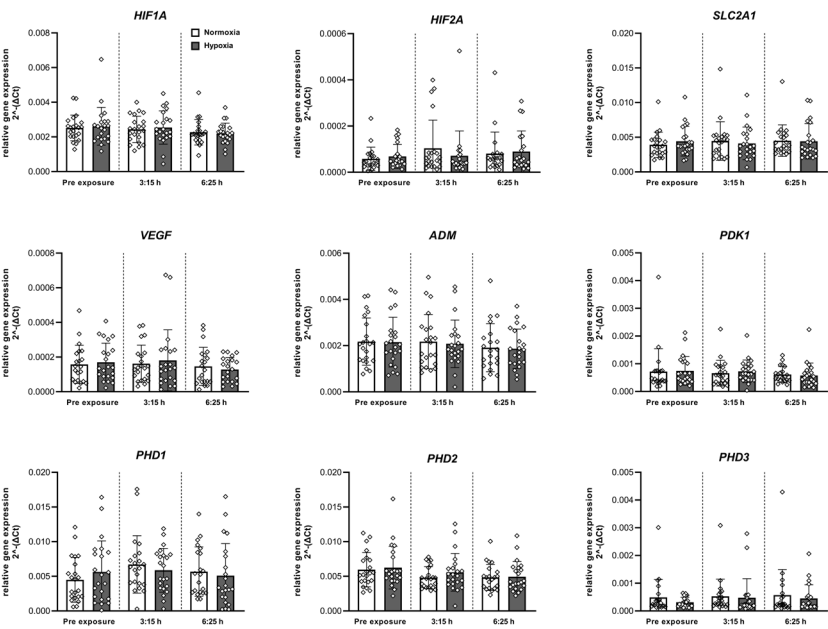 HIF1A
0.008
0.006
0.004
0.002
0.000
relative gene expression
2^-(ΔCt)
Normoxia
Hypoxia
Pre exposure 3:15 h 6:25 h
HIF2A
0.0006
0.0004
0.0002
0.0000
relative gene expression
2^-(ΔCt)
Pre exposure 3:15 h 6:25 h
SLC2A1
0.020
0.015
0.010
0.005
0.000
relative gene expression
2^-(ΔCt)
Pre exposure 3:15 h 6:25 h
VEGF
0.0008
0.0006
0.0004
0.0002
0.0000
relative gene expression
2^-(ΔCt)
Pre exposure 3:15 h 6:25 h
ADM
0.006
0.004
0.002
0.000
relative gene expression
2^-(ΔCt)
Pre exposure 3:15 h 6:25 h
PDK1
0.005
0.004
0.003
0.002
0.001
0.000
relative gene expression
2^-(ΔCt)
Pre exposure 3:15 h 6:25 h
PHD1
0.020
0.015
0.010
0.005
0.000
relative gene expression
2^-(ΔCt)
Pre exposure 3:15 h 6:25 h
PHD2
0.020
0.015
0.010
0.005
0.000
relative gene expression
2^-(ΔCt)
Pre exposure 3:15 h 6:25 h
PHD3
0.005
0.004
0.003
0.002
0.001
0.000
relative gene expression
2^-(ΔCt)
Pre exposure 3:15 h 6:25 h